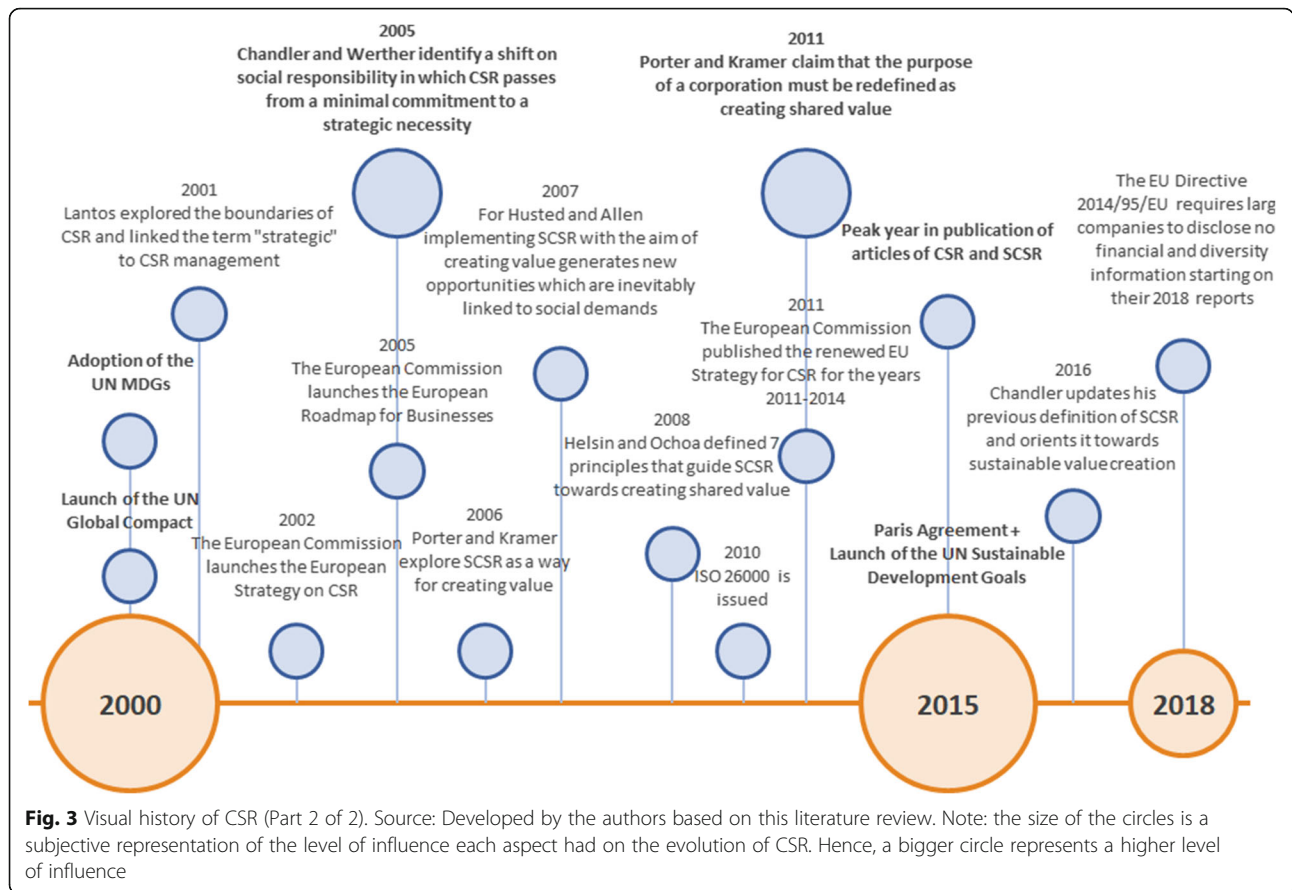 2005
Chandler and Werther identify a shift on
social responsibility in which CSR passes
from a minimal commitment to a
strategic necessity
2011
Porter and Kramer claim that the purpose
of a corporation must be redefined as
creating shared value
2001
Lantos explored the boundaries of
CSR and linked the term "strategic"
to CSR management
2007
For Husted and Allen
implementing SCSR with the aim of
creating value generates new
opportunities which are inevitably
linked to social demands
Peak year in publication of
articles of CSR and SCSR
The EU Directive
2014/95/EU requires larg
companies to disclose no
financial and diversity
information starting on
their 2018 reports
Adoption of the
UN MDGs
2005
The European Commission
launches the European
Roadmap for Businesses
2011
The European Commission
published the renewed EU
Strategy for CSR for the years
2011-2014
2016
Chandler updates his
previous definition of SCSR
and orients it towards
sustainable value creation
2008
Helsin and Ochoa defined 7
principles that guide SCSR
towards creating shared value
Launch of the UN
Global Compact
2002
The European Commission
launches the European
Strategy on CSR
2006
Porter and Kramer
explore SCSR as a way
for creating value
2010
ISO 26000 is
issued
Paris Agreement +
Launch of the UN Sustainable
Development Goals
2000
2015
2018
Fig. 3 Visual history of CSR (Part 2 of 2). Source: Developed by the authors based on this literature review. Note: the size of the circles is a
subjective representation of the level of influence each aspect had on the evolution of CSR. Hence, a bigger circle represents a higher level
of influence